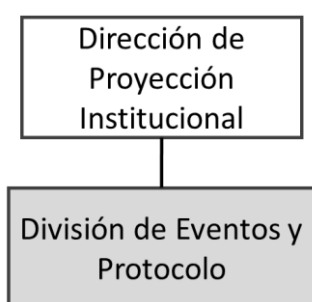 Dirección de
Proyección
Institucional
División de Eventos y
Protocolo